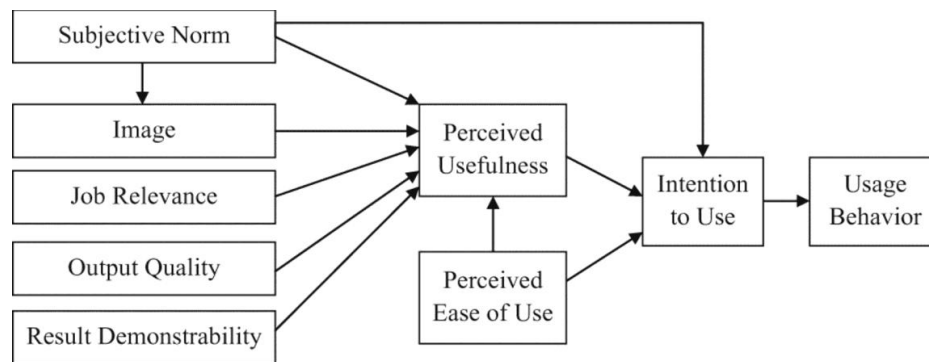 Subjective Norm
Image
Job Relevance
Output Quality
Result Demonstrability
Perceived
Usefulness
Perceived
Ease of Use
Intention
to Use
Usage
Behavior